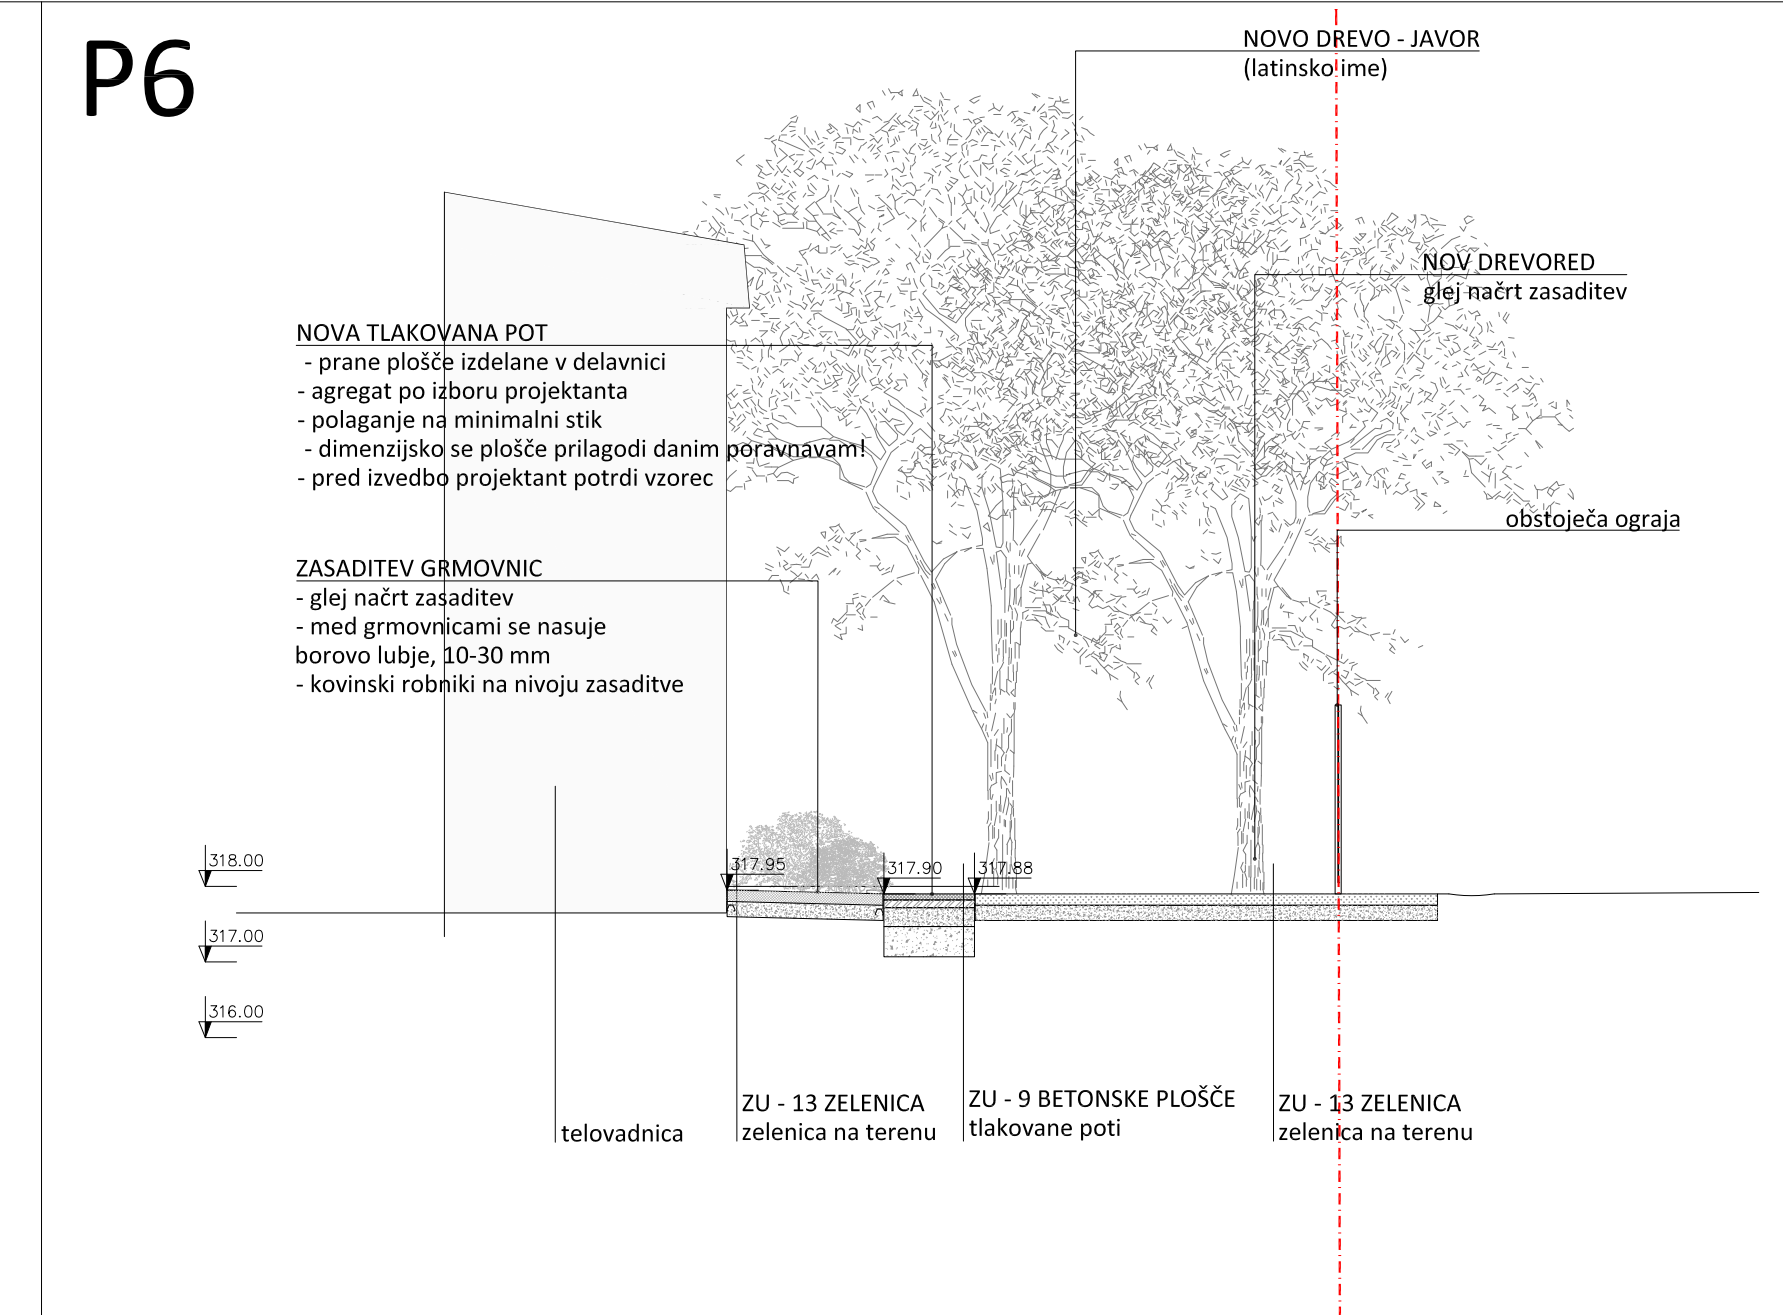 P6
NOVO DREVO - JAVOR
(latinsko ime)
NOV DREVORED
glej načrt zasaditev
NOVA TLAKOVANA POT
- prane plošče izdelane v delavnici
- agregat po izboru projektanta
- polaganje na minimalni stik
- dimenzijsko se plošče prilagodi danim poravnavam!
- pred izvedbo projektant potrdi vzorec
obstoječa ograja
ZASADITEV GRMOVNIC
- glej načrt zasaditev
- med grmovnicami se nasuje
borovo lubje, 10-30 mm
- kovinski robniki na nivoju zasaditve
318.00
317.95
317.90
317.88
317.00
316.00
telovadnica
ZU - 13 ZELENICA
zelenica na terenu
ZU - 9 BETONSKE PLOŠČE
tlakovane poti
ZU - 13 ZELENICA
zelenica na terenu